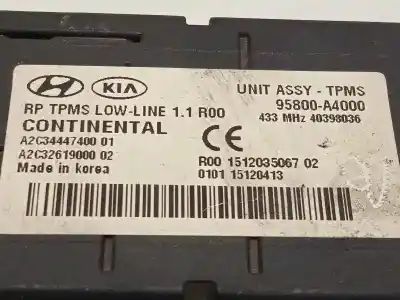 KIA
UNIT ASSY - TPMS
RP TPMS LOW-LINE 1.1 R00
95800-A4000
CONTINENTAL
433 MHz 40398036
A2C34447400 01
CE
A2C32619000 02
R00 1512035067 02
Made in korea
0101 15120413